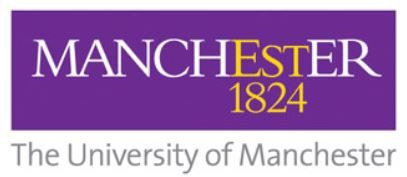 MANCHEsTER
1824
The University of Manchester